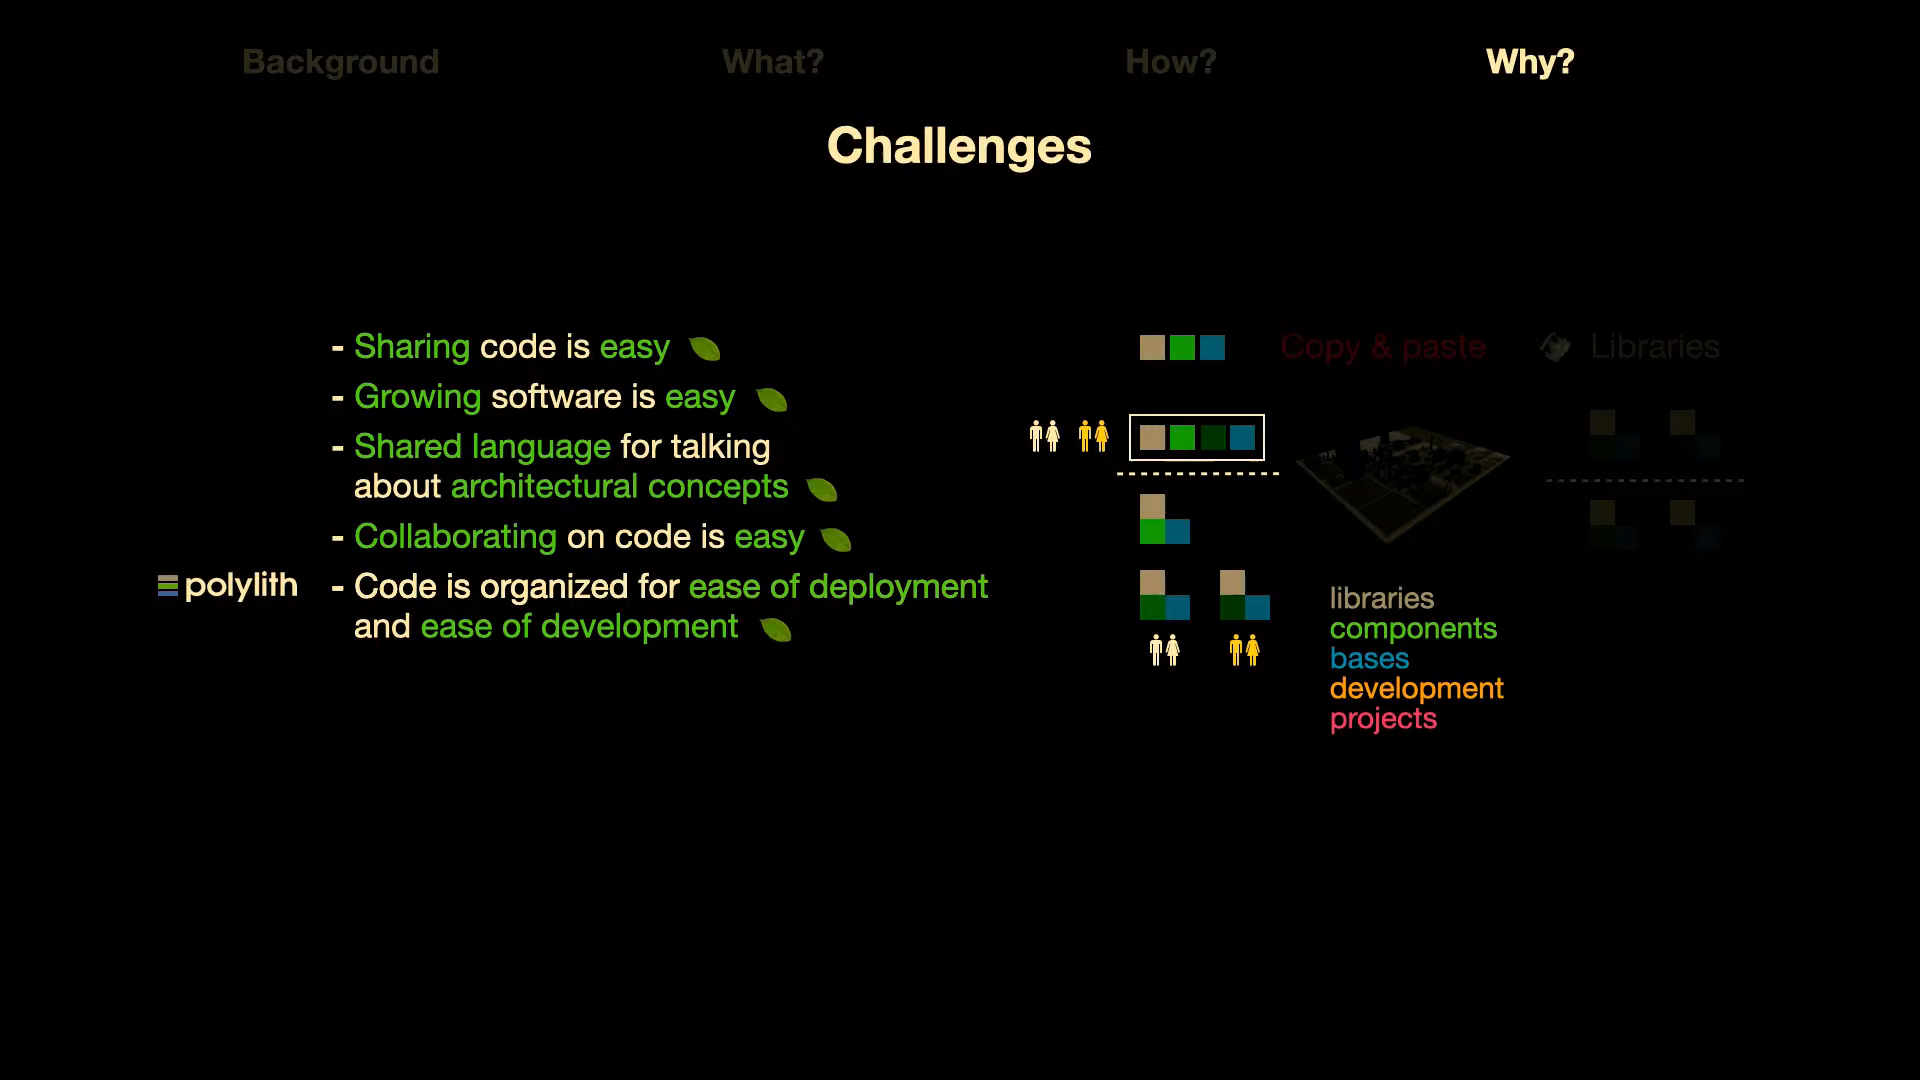 Background What? How? Why?
Challenges
- Sharing code is easy
- Growing software is easy
- Shared language for talking
about architectural concepts
- Collaborating on code is easy
polylith
- Code is organized for ease of deployment
and ease of development
Copy & paste
Libraries
libraries
components
bases
development
projects